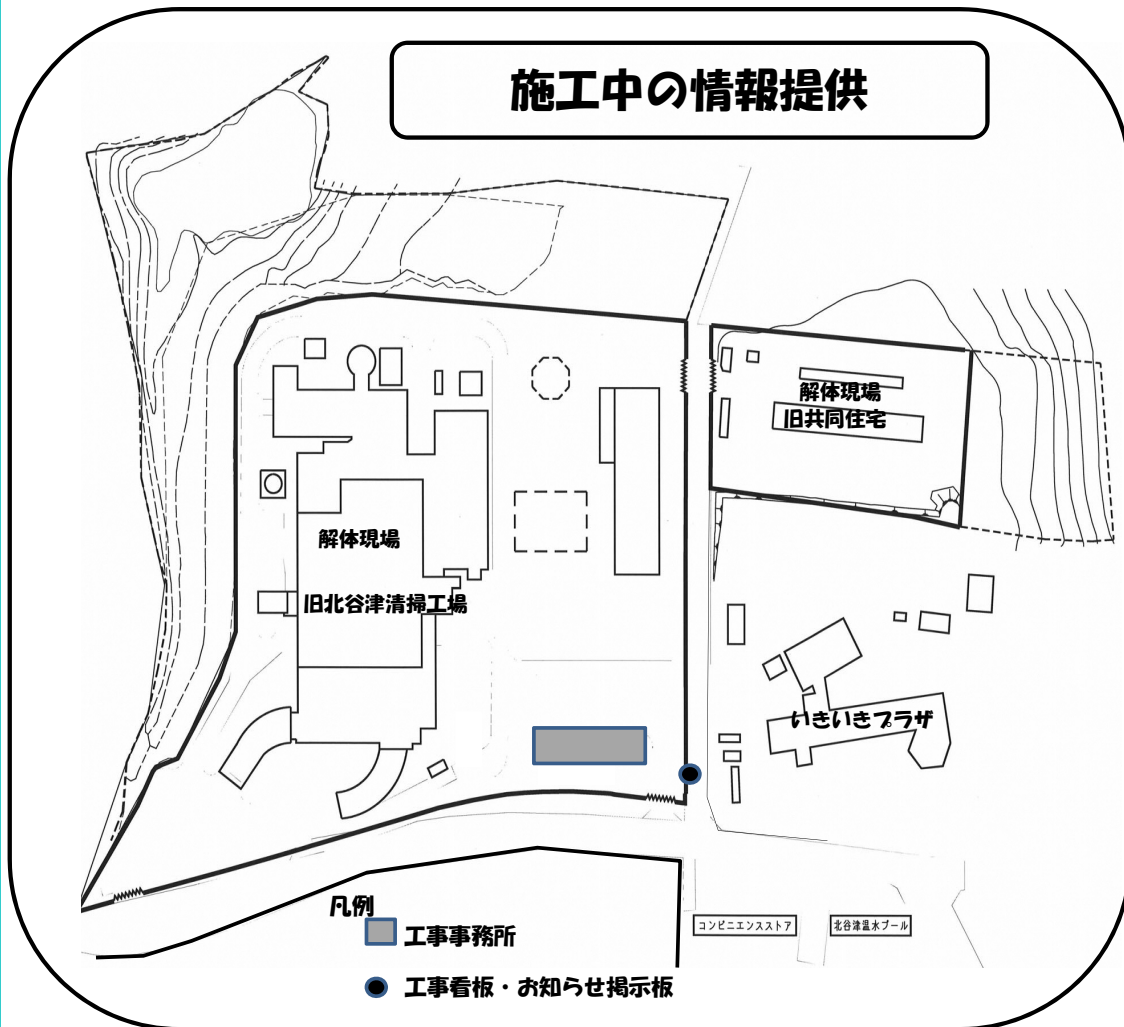 施工中の情報提供
解体現場
旧共同住宅
解体現場
旧北谷津清掃工場
いきいきプラザ
コンビニエンスストア
北谷津温水プール
凡例
工事事務所
工事看板・お知らせ掲示板